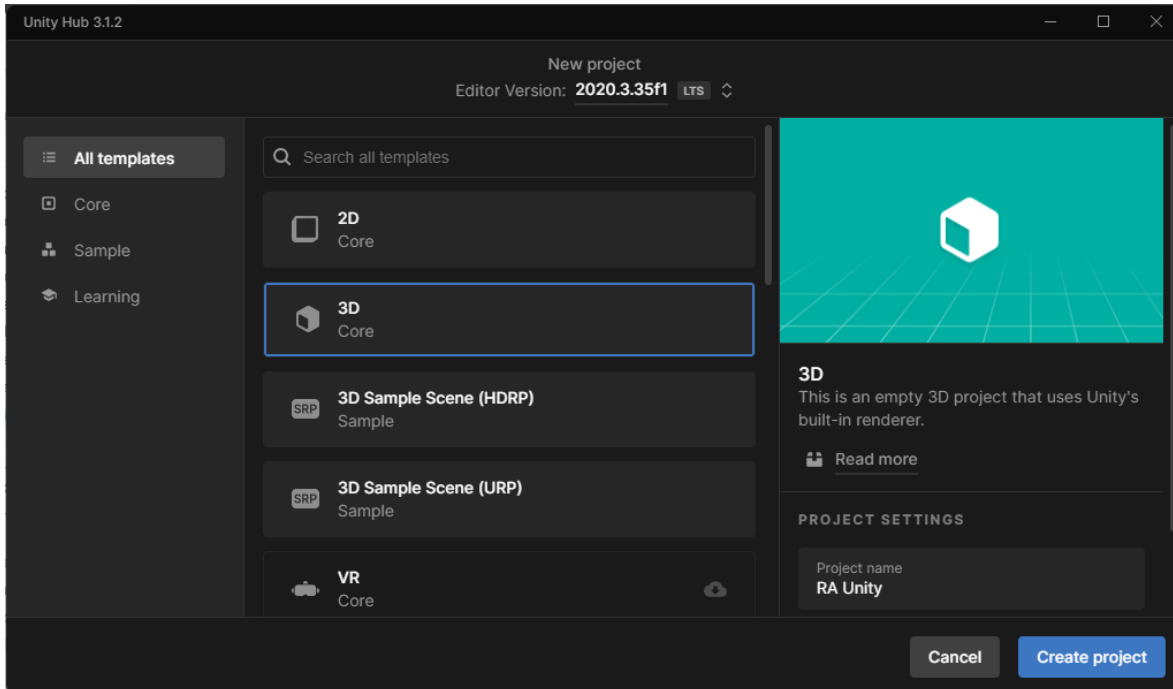 Unity Hub 3.1.2
New project
Editor Version: 2020.3.35f1 LTS
All templates
Core
Sample
Learning
Search all templates
2D
Core
3D
Core
SRP
3D Sample Scene (HDRP)
Sample
SRP
3D Sample Scene (URP)
Sample
VR
Core
3D
This is an empty 3D project that uses Unity's
built-in renderer.
Read more
PROJECT SETTINGS
Project name
RA Unity
Cancel
Create project